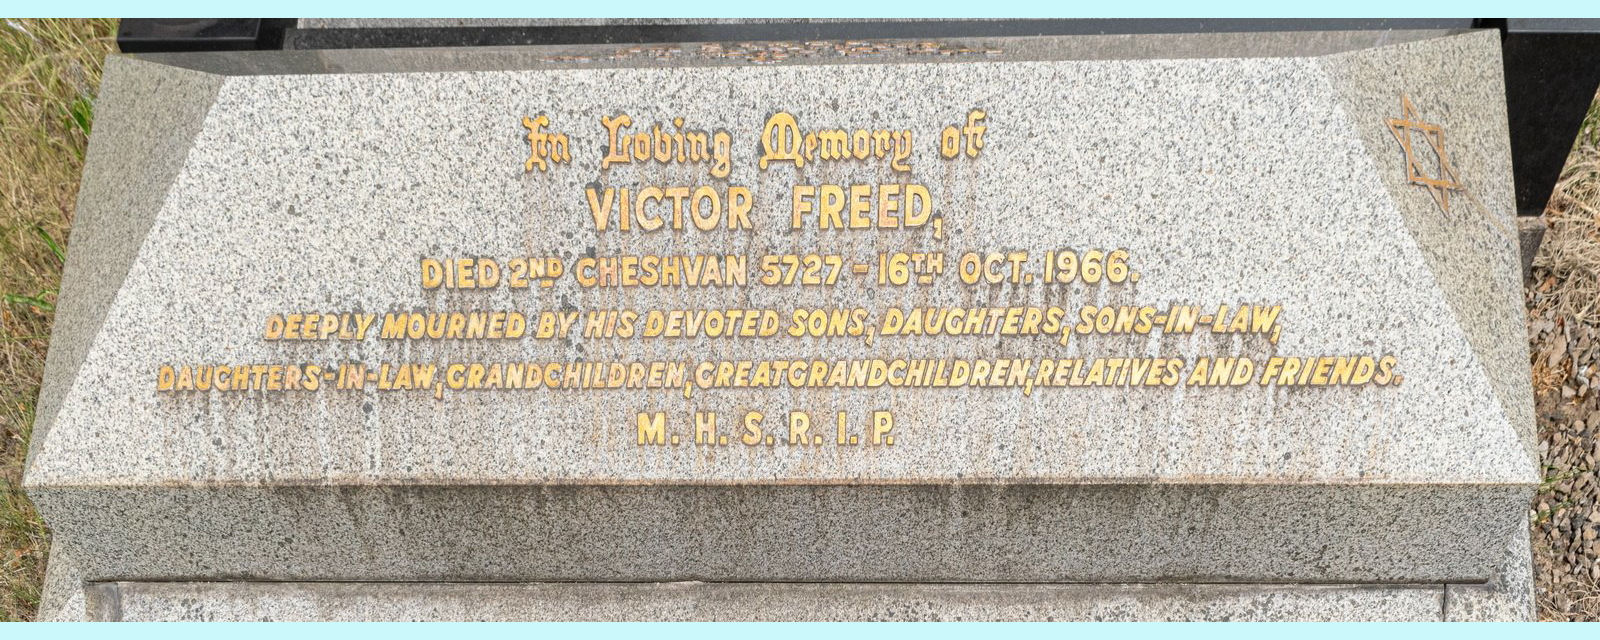 In Loving Memory of
VICTOR FREED,
DIED 2ND CHESHVAN 5727 - 16TH OCT. 1966.
DEEPLY MOURNED BY HIS DEVOTED SONS, DAUGHTERS, SONS-IN-LAW,
DAUGHTERS-IN-LAW, GRANDCHILDREN, GREATGRANDCHILDREN, RELATIVES AND FRIENDS.
M. H. S. R. I. P.